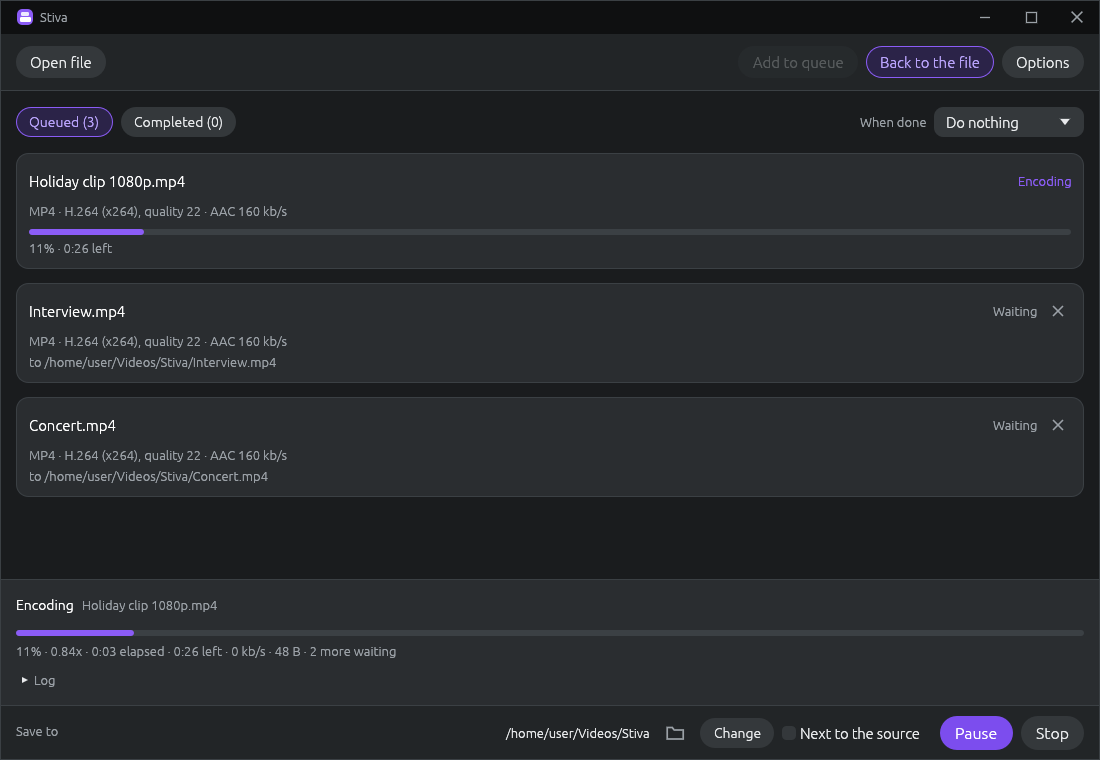 Stiva
Open file
Add to queue
Back to the file
Options
Queued (3)
Completed (0)
When done
Do nothing
Holiday clip 1080p.mp4
Encoding
MP4 · H.264 (x264), quality 22 · AAC 160 kb/s
11% · 0:26 left
Interview.mp4
Waiting
MP4 · H.264 (x264), quality 22 · AAC 160 kb/s
to /home/user/Videos/Stiva/Interview.mp4
Concert.mp4
Waiting
MP4 · H.264 (x264), quality 22 · AAC 160 kb/s
to /home/user/Videos/Stiva/Concert.mp4
Encoding Holiday clip 1080p.mp4
11% · 0.84x · 0:03 elapsed · 0:26 left · 0 kb/s · 48 B · 2 more waiting
Log
Save to
/home/user/Videos/Stiva
Change
Next to the source
Pause
Stop